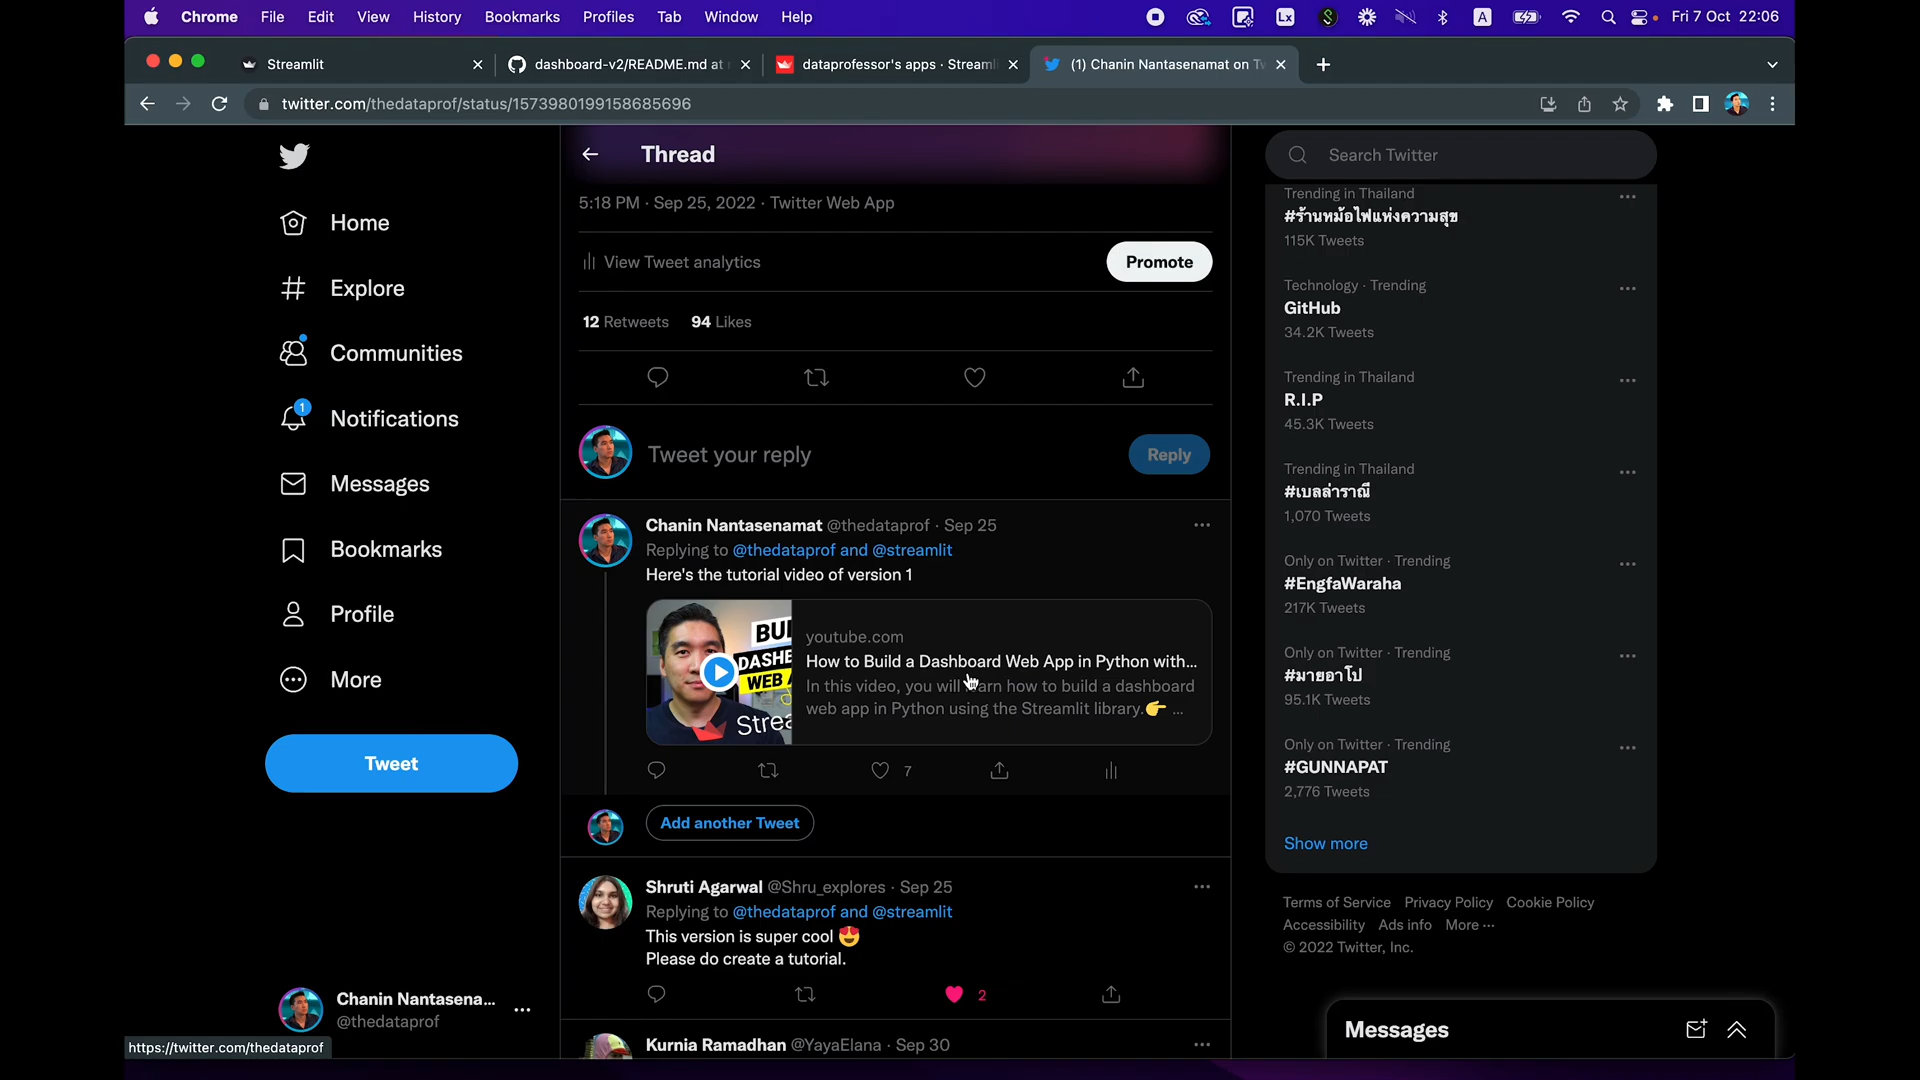 Chrome File Edit View History Bookmarks Profiles Tab Window Help
Lx
A
Fri 7 Oct 22:06
Streamlit
dashboard-v2/README.md at
dataprofessor's apps · Streamli
(1) Chanin Nantasenamat on Tw
twitter.com/thedataprof/status/1573980199158685696
Home
Explore
Communities
1
Notifications
Messages
Bookmarks
Profile
More
Tweet
Chanin Nantasena...
@thedataprof
https://twitter.com/thedataprof
Thread
5:18 PM · Sep 25, 2022 · Twitter Web App
View Tweet analytics
Promote
12 Retweets 94 Likes
Tweet your reply
Reply
Chanin Nantasenamat @thedataprof · Sep 25
Replying to @thedataprof and @streamlit
Here's the tutorial video of version 1
BUI
DASHB
WEB A
Strea
youtube.com
How to Build a Dashboard Web App in Python with...
In this video, you will learn how to build a dashboard
web app in Python using the Streamlit library.👉 ...
7
Add another Tweet
Shruti Agarwal @Shru_explores · Sep 25
Replying to @thedataprof and @streamlit
This version is super cool 😍
Please do create a tutorial.
2
Kurnia Ramadhan @YayaElana · Sep 30
Search Twitter
Trending in Thailand
#ร้านหม้อไฟแห่งความสุข
115K Tweets
Technology · Trending
GitHub
34.2K Tweets
Trending in Thailand
R.I.P
45.3K Tweets
Trending in Thailand
#เบลล่าราณี
1,070 Tweets
Only on Twitter · Trending
#EngfaWaraha
217K Tweets
Only on Twitter · Trending
#มายอาโป
95.1K Tweets
Only on Twitter · Trending
#GUNNAPAT
2,776 Tweets
Show more
Terms of Service Privacy Policy Cookie Policy
Accessibility Ads info More ···
© 2022 Twitter, Inc.
Messages